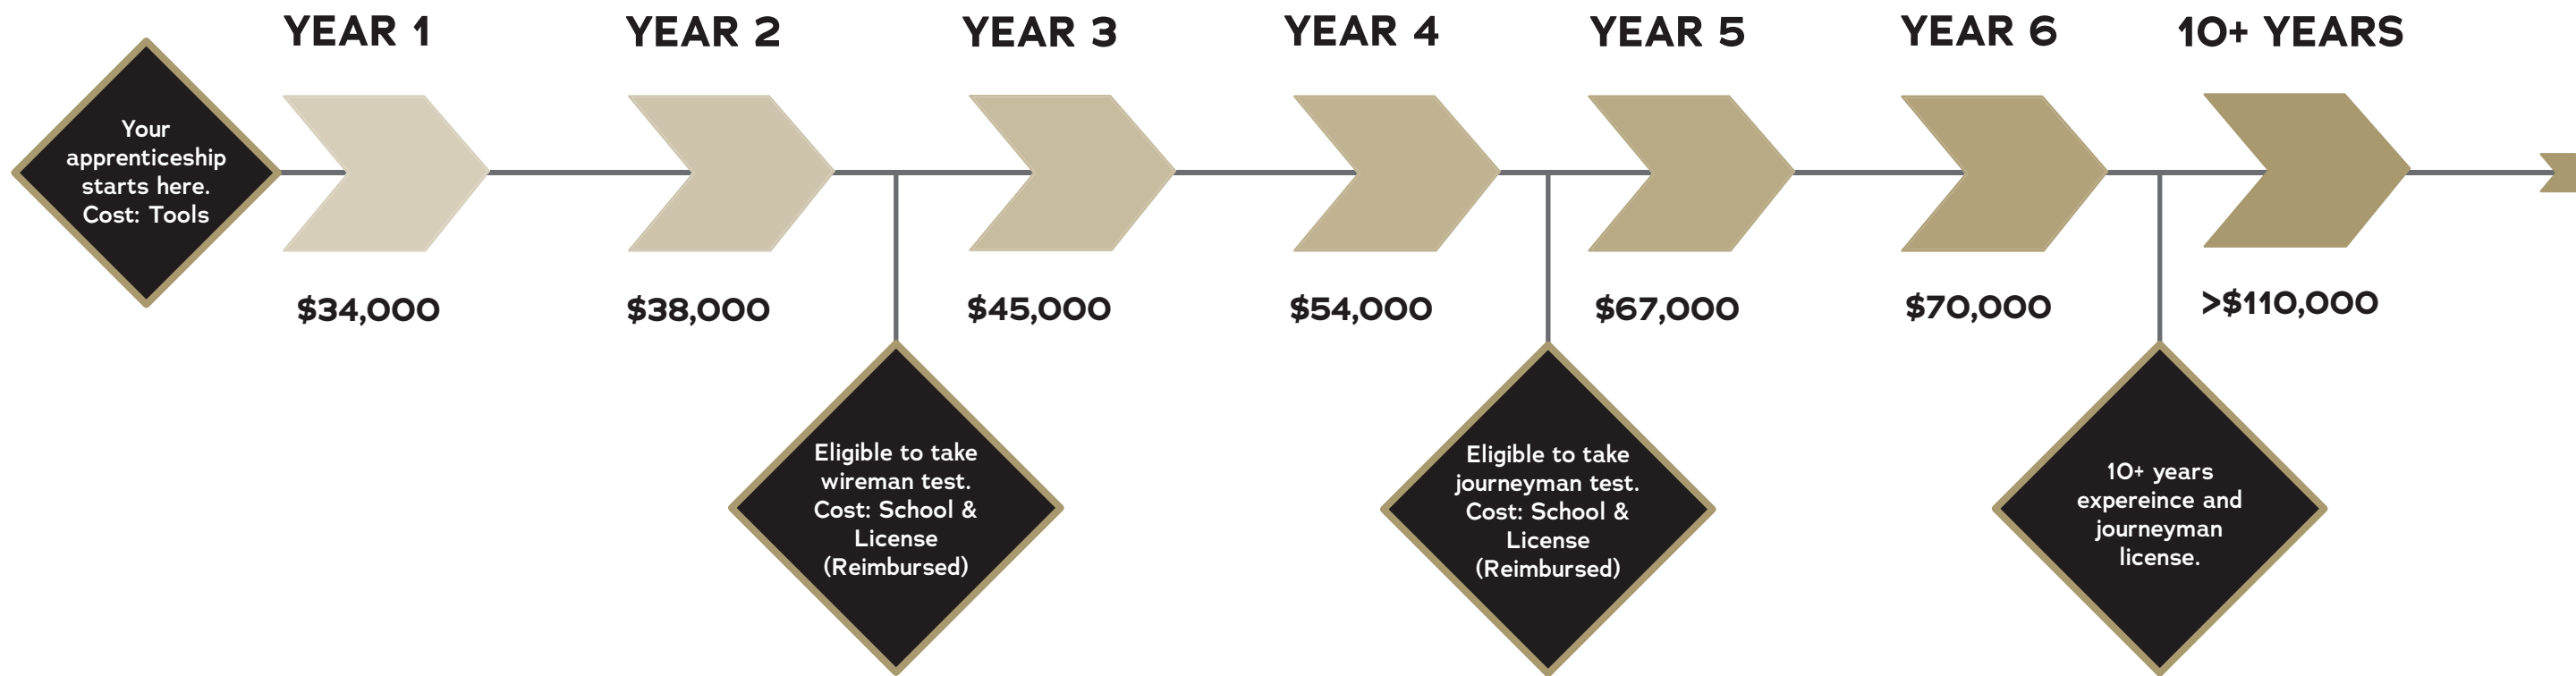 YEAR 1
YEAR 2
YEAR 3
YEAR 4
YEAR 5
YEAR 6
10+ YEARS
Your
apprenticeship
starts here.
Cost: Tools
$34,000
$38,000
$45,000
$54,000
$67,000
$70,000
>$110,000
Eligible to take
wireman test.
Cost: School &
License
(Reimbursed)
Eligible to take
journeyman test.
Cost: School &
License
(Reimbursed)
10+ years
expereince and
journeyman
license.